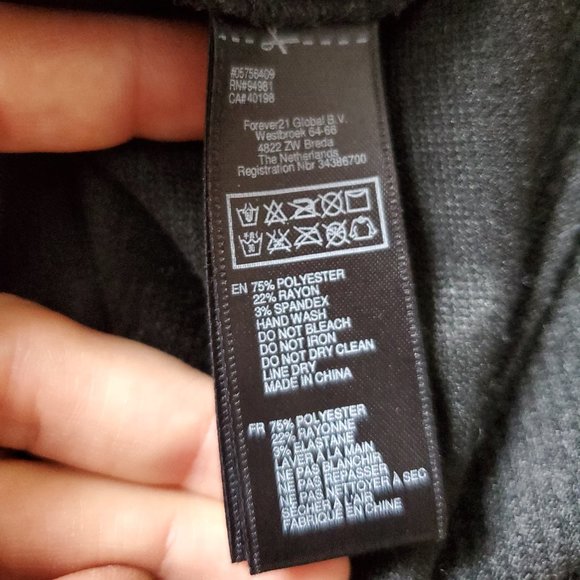 #05756409
RN#94981
CA#40198
Forever21 Global B.V.
Westbroek 64-66
4822 ZW Breda
The Netherlands
Registration Nbr 34386700
EN 75% POLYESTER
22% RAYON
3% SPANDEX
HAND WASH
DO NOT BLEACH
DO NOT IRON
DO NOT DRY CLEAN
LINE DRY
MADE IN CHINA
FR 75% POLYESTER
22% RAYONNE
3% ELASTANE
LAVER A LA MAIN
NE PAS BLANCHIR
NE PAS REPASSER
NE PAS NETTOYER A SEC
SECHER A l'AIR
FABRIQUE EN CHINE